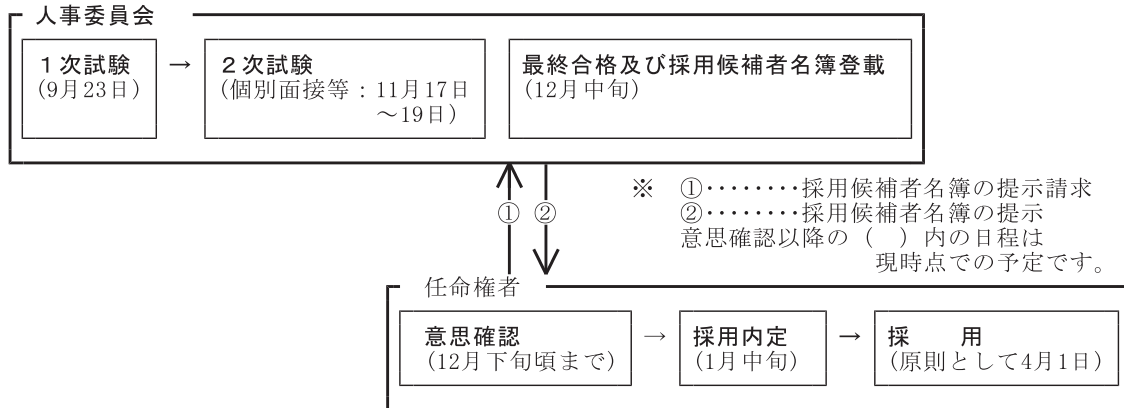 人事委員会
1次試験 → 2次試験 最終合格及び採用候補者名簿登載
(9月23日) (個別面接等：11月17日 (12月中旬)
～19日)
※ ①‥‥‥‥採用候補者名簿の提示請求
① ② ②‥‥‥‥採用候補者名簿の提示
意思確認以降の（ ）内の日程は
現時点での予定です。
任命権者
意思確認 → 採用内定 → 採 用
(12月下旬頃まで) (1月中旬) (原則として4月1日)